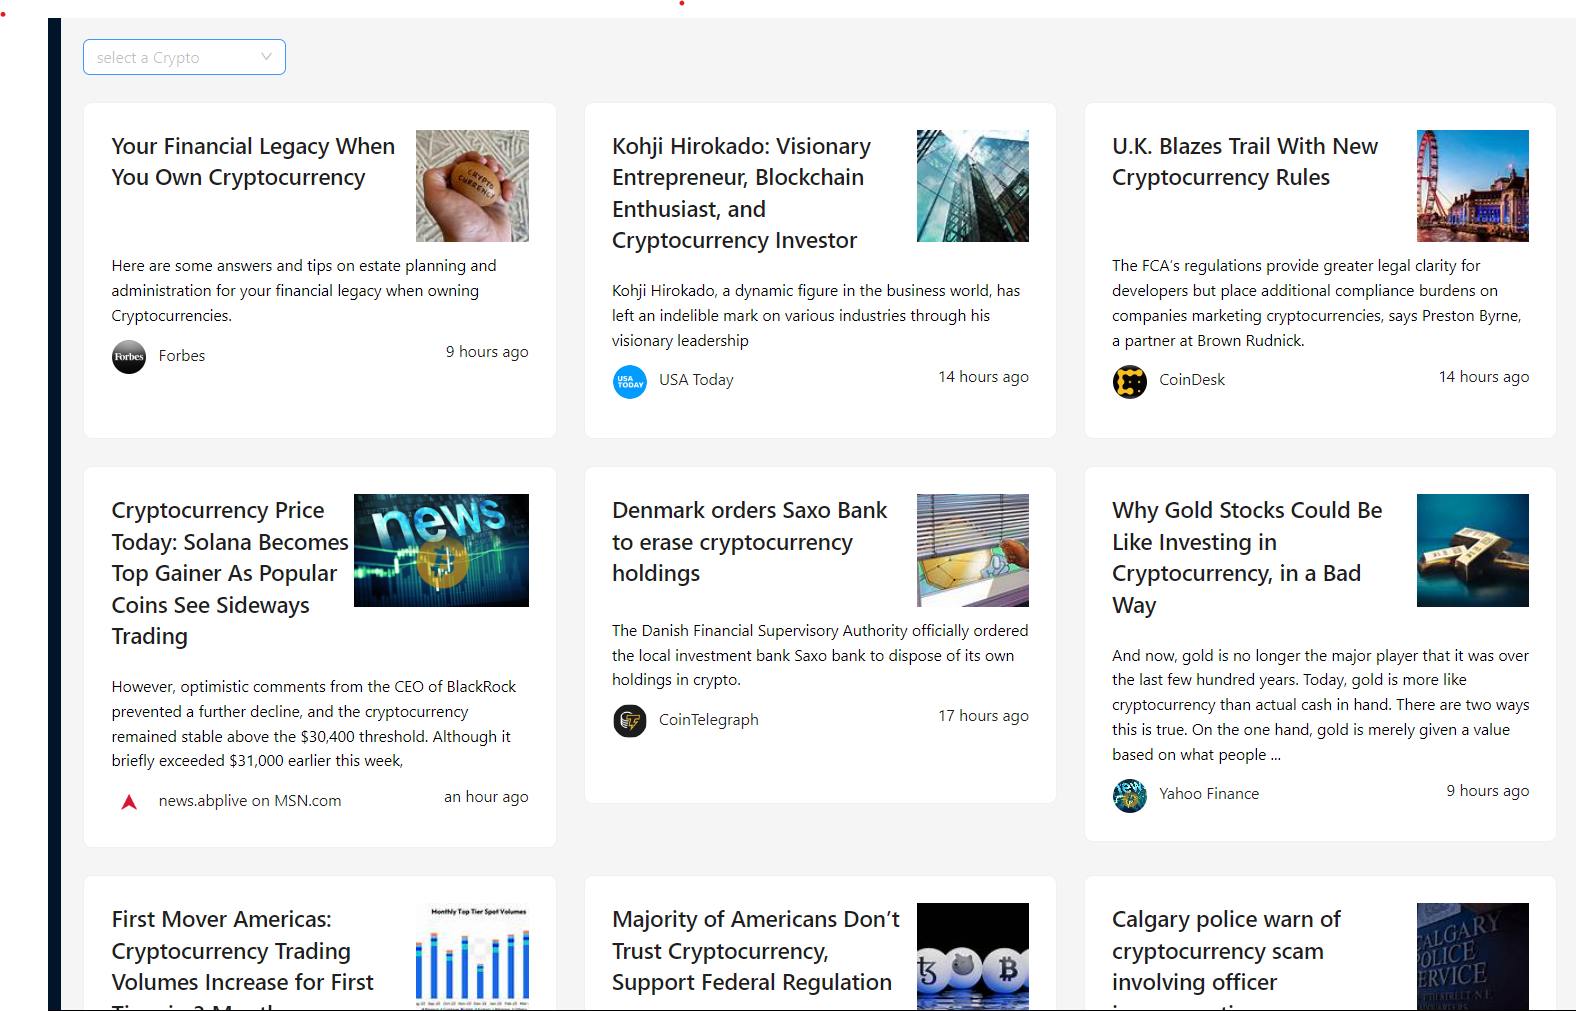 select a Crypto
Your Financial Legacy When
You Own Cryptocurrency
CRYPTO
CURRENCY
Here are some answers and tips on estate planning and
administration for your financial legacy when owning
Cryptocurrencies.
Forbes
Forbes
9 hours ago
Kohji Hirokado: Visionary
Entrepreneur, Blockchain
Enthusiast, and
Cryptocurrency Investor
Kohji Hirokado, a dynamic figure in the business world, has
left an indelible mark on various industries through his
visionary leadership
USA
TODAY
USA Today
14 hours ago
U.K. Blazes Trail With New
Cryptocurrency Rules
The FCA’s regulations provide greater legal clarity for
developers but place additional compliance burdens on
companies marketing cryptocurrencies, says Preston Byrne,
a partner at Brown Rudnick.
CoinDesk
14 hours ago
Cryptocurrency Price
Today: Solana Becomes
Top Gainer As Popular
Coins See Sideways
Trading
news
However, optimistic comments from the CEO of BlackRock
prevented a further decline, and the cryptocurrency
remained stable above the $30,400 threshold. Although it
briefly exceeded $31,000 earlier this week,
news.abplive on MSN.com
an hour ago
Denmark orders Saxo Bank
to erase cryptocurrency
holdings
The Danish Financial Supervisory Authority officially ordered
the local investment bank Saxo bank to dispose of its own
holdings in crypto.
CoinTelegraph
17 hours ago
Why Gold Stocks Could Be
Like Investing in
Cryptocurrency, in a Bad
Way
And now, gold is no longer the major player that it was over
the last few hundred years. Today, gold is more like
cryptocurrency than actual cash in hand. There are two ways
this is true. On the one hand, gold is merely given a value
based on what people ...
Yahoo Finance
9 hours ago
First Mover Americas:
Cryptocurrency Trading
Volumes Increase for First
Monthly Top Tier Spot Volumes
Majority of Americans Don’t
Trust Cryptocurrency,
Support Federal Regulation
Calgary police warn of
cryptocurrency scam
involving officer
CALGARY
POLICE
SERVICE